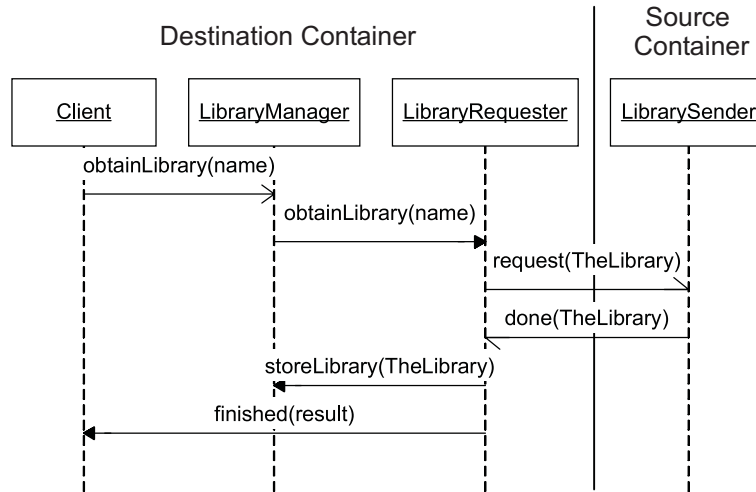 Destination Container
Source
Container
Client
LibraryManager
LibraryRequester
LibrarySender
obtainLibrary(name)
obtainLibrary(name)
request(TheLibrary)
done(TheLibrary)
storeLibrary(TheLibrary)
finished(result)